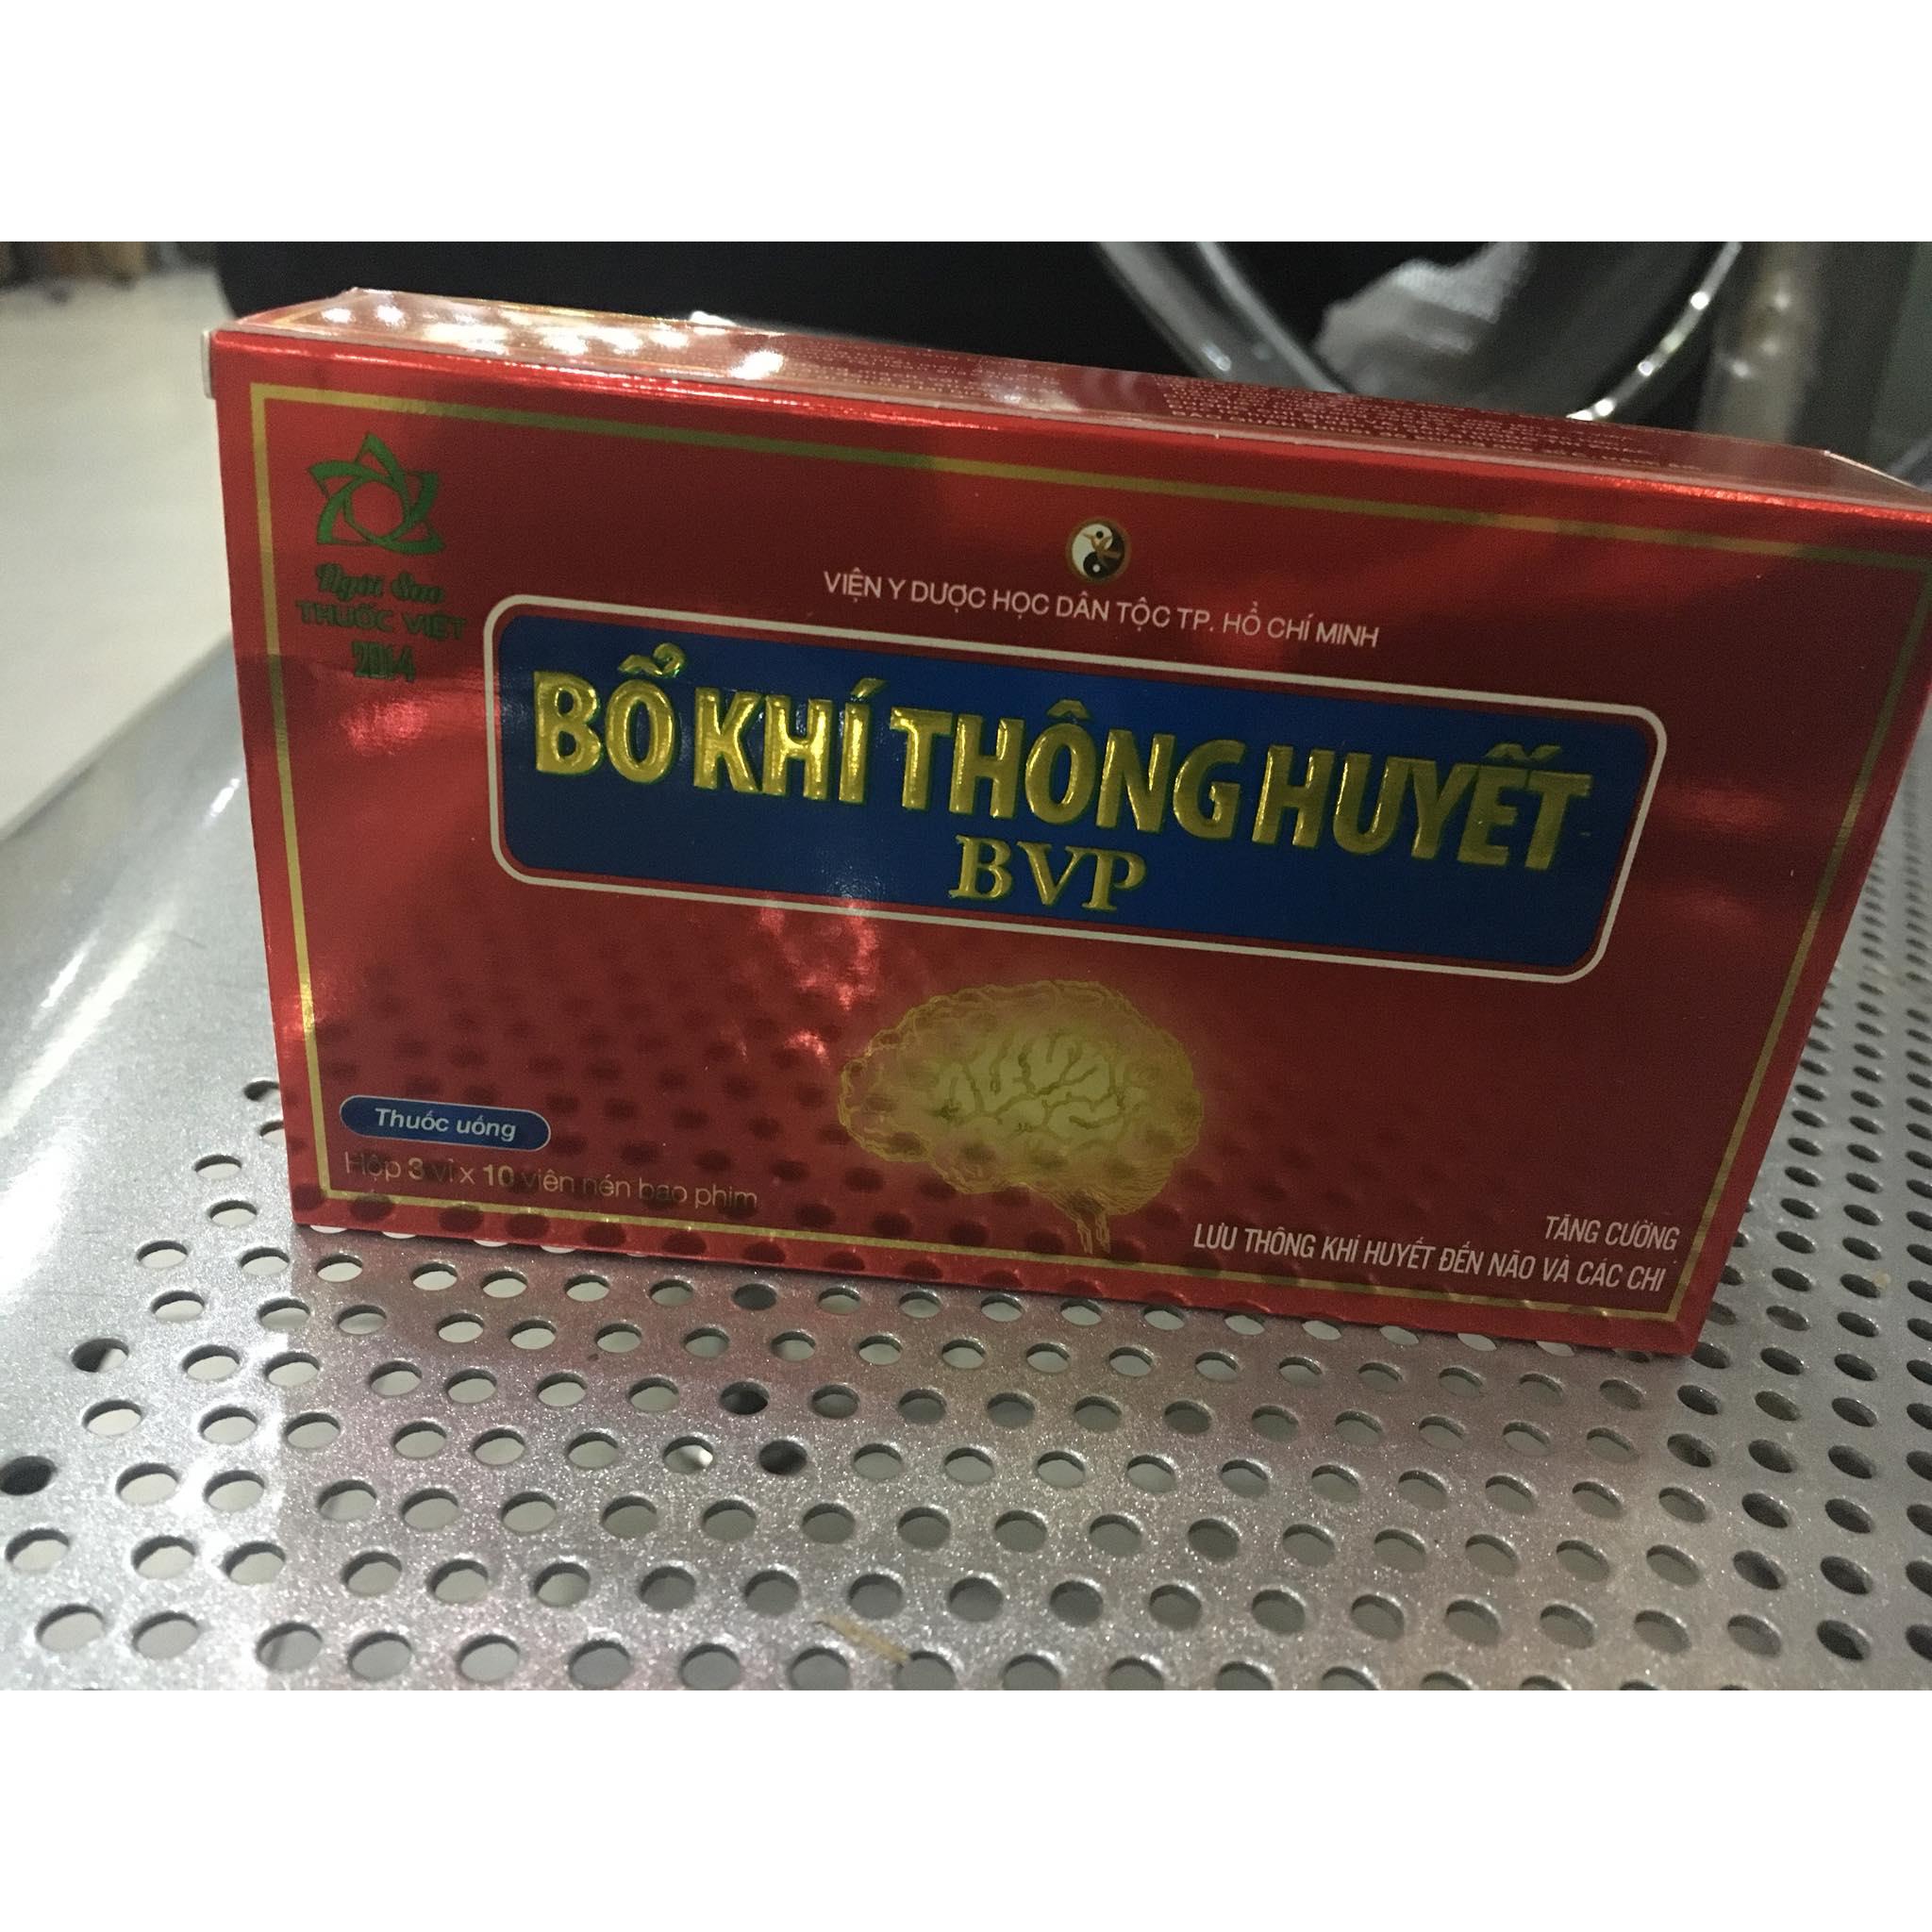 Ngôi Sao
THUỐC VIỆT
2014
VIỆN Y DƯỢC HỌC DÂN TỘC TP. HỒ CHÍ MINH
BỔ KHÍ THÔNG HUYẾT
BVP
Thuốc uống
Hộp 3 vỉ x 10 viên nén bao phim
TĂNG CƯỜNG
LƯU THÔNG KHÍ HUYẾT ĐẾN NÃO VÀ CÁC CHI